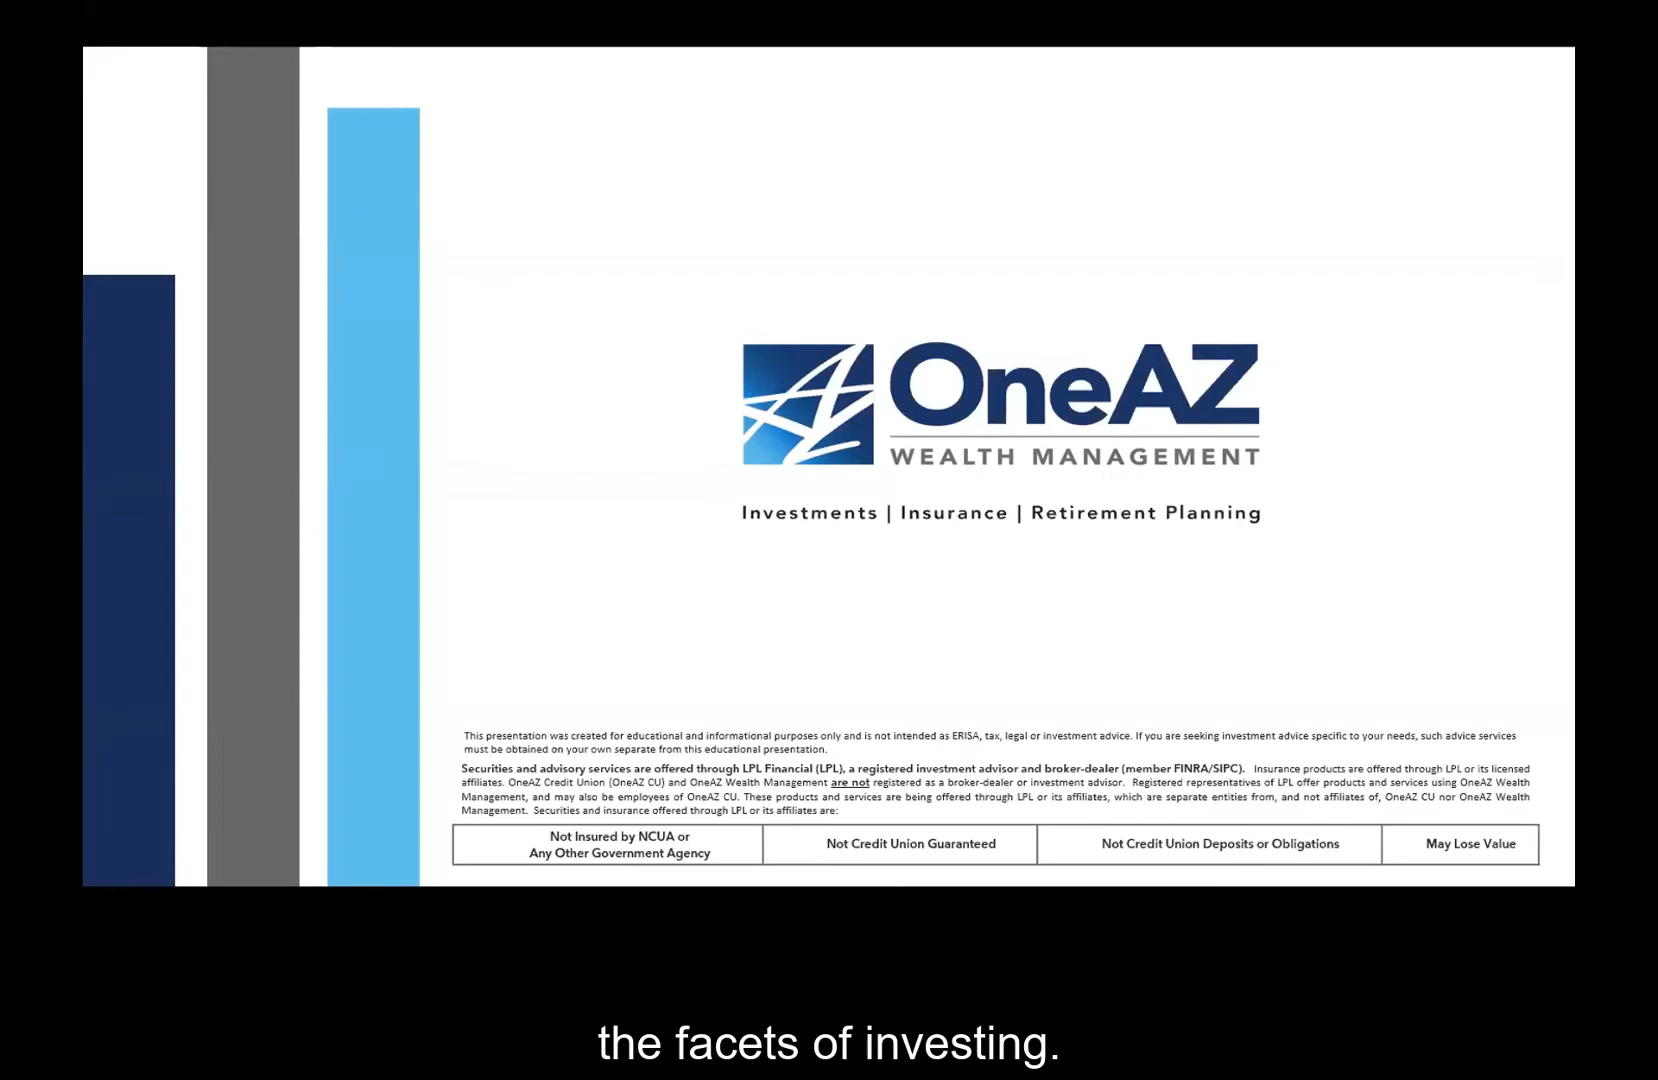 OneAZ
WEALTH MANAGEMENT
Investments | Insurance | Retirement Planning
This presentation was created for educational and informational purposes only and is not intended as ERISA, tax, legal or investment advice. If you are seeking investment advice specific to your needs, such advice services
must be obtained on your own separate from this educational presentation.
Securities and advisory services are offered through LPL Financial (LPL), a registered investment advisor and broker-dealer (member FINRA/SIPC). Insurance products are offered through LPL or its licensed
affiliates. OneAZ Credit Union (OneAZ CU) and OneAZ Wealth Management are not registered as a broker-dealer or investment advisor. Registered representatives of LPL offer products and services using OneAZ Wealth
Management, and may also be employees of OneAZ CU. These products and services are being offered through LPL or its affiliates, which are separate entities from, and not affiliates of, OneAZ CU nor OneAZ Wealth
Management. Securities and insurance offered through LPL or its affiliates are:
Not Insured by NCUA or
Any Other Government Agency
Not Credit Union Guaranteed
Not Credit Union Deposits or Obligations
May Lose Value
the facets of investing.